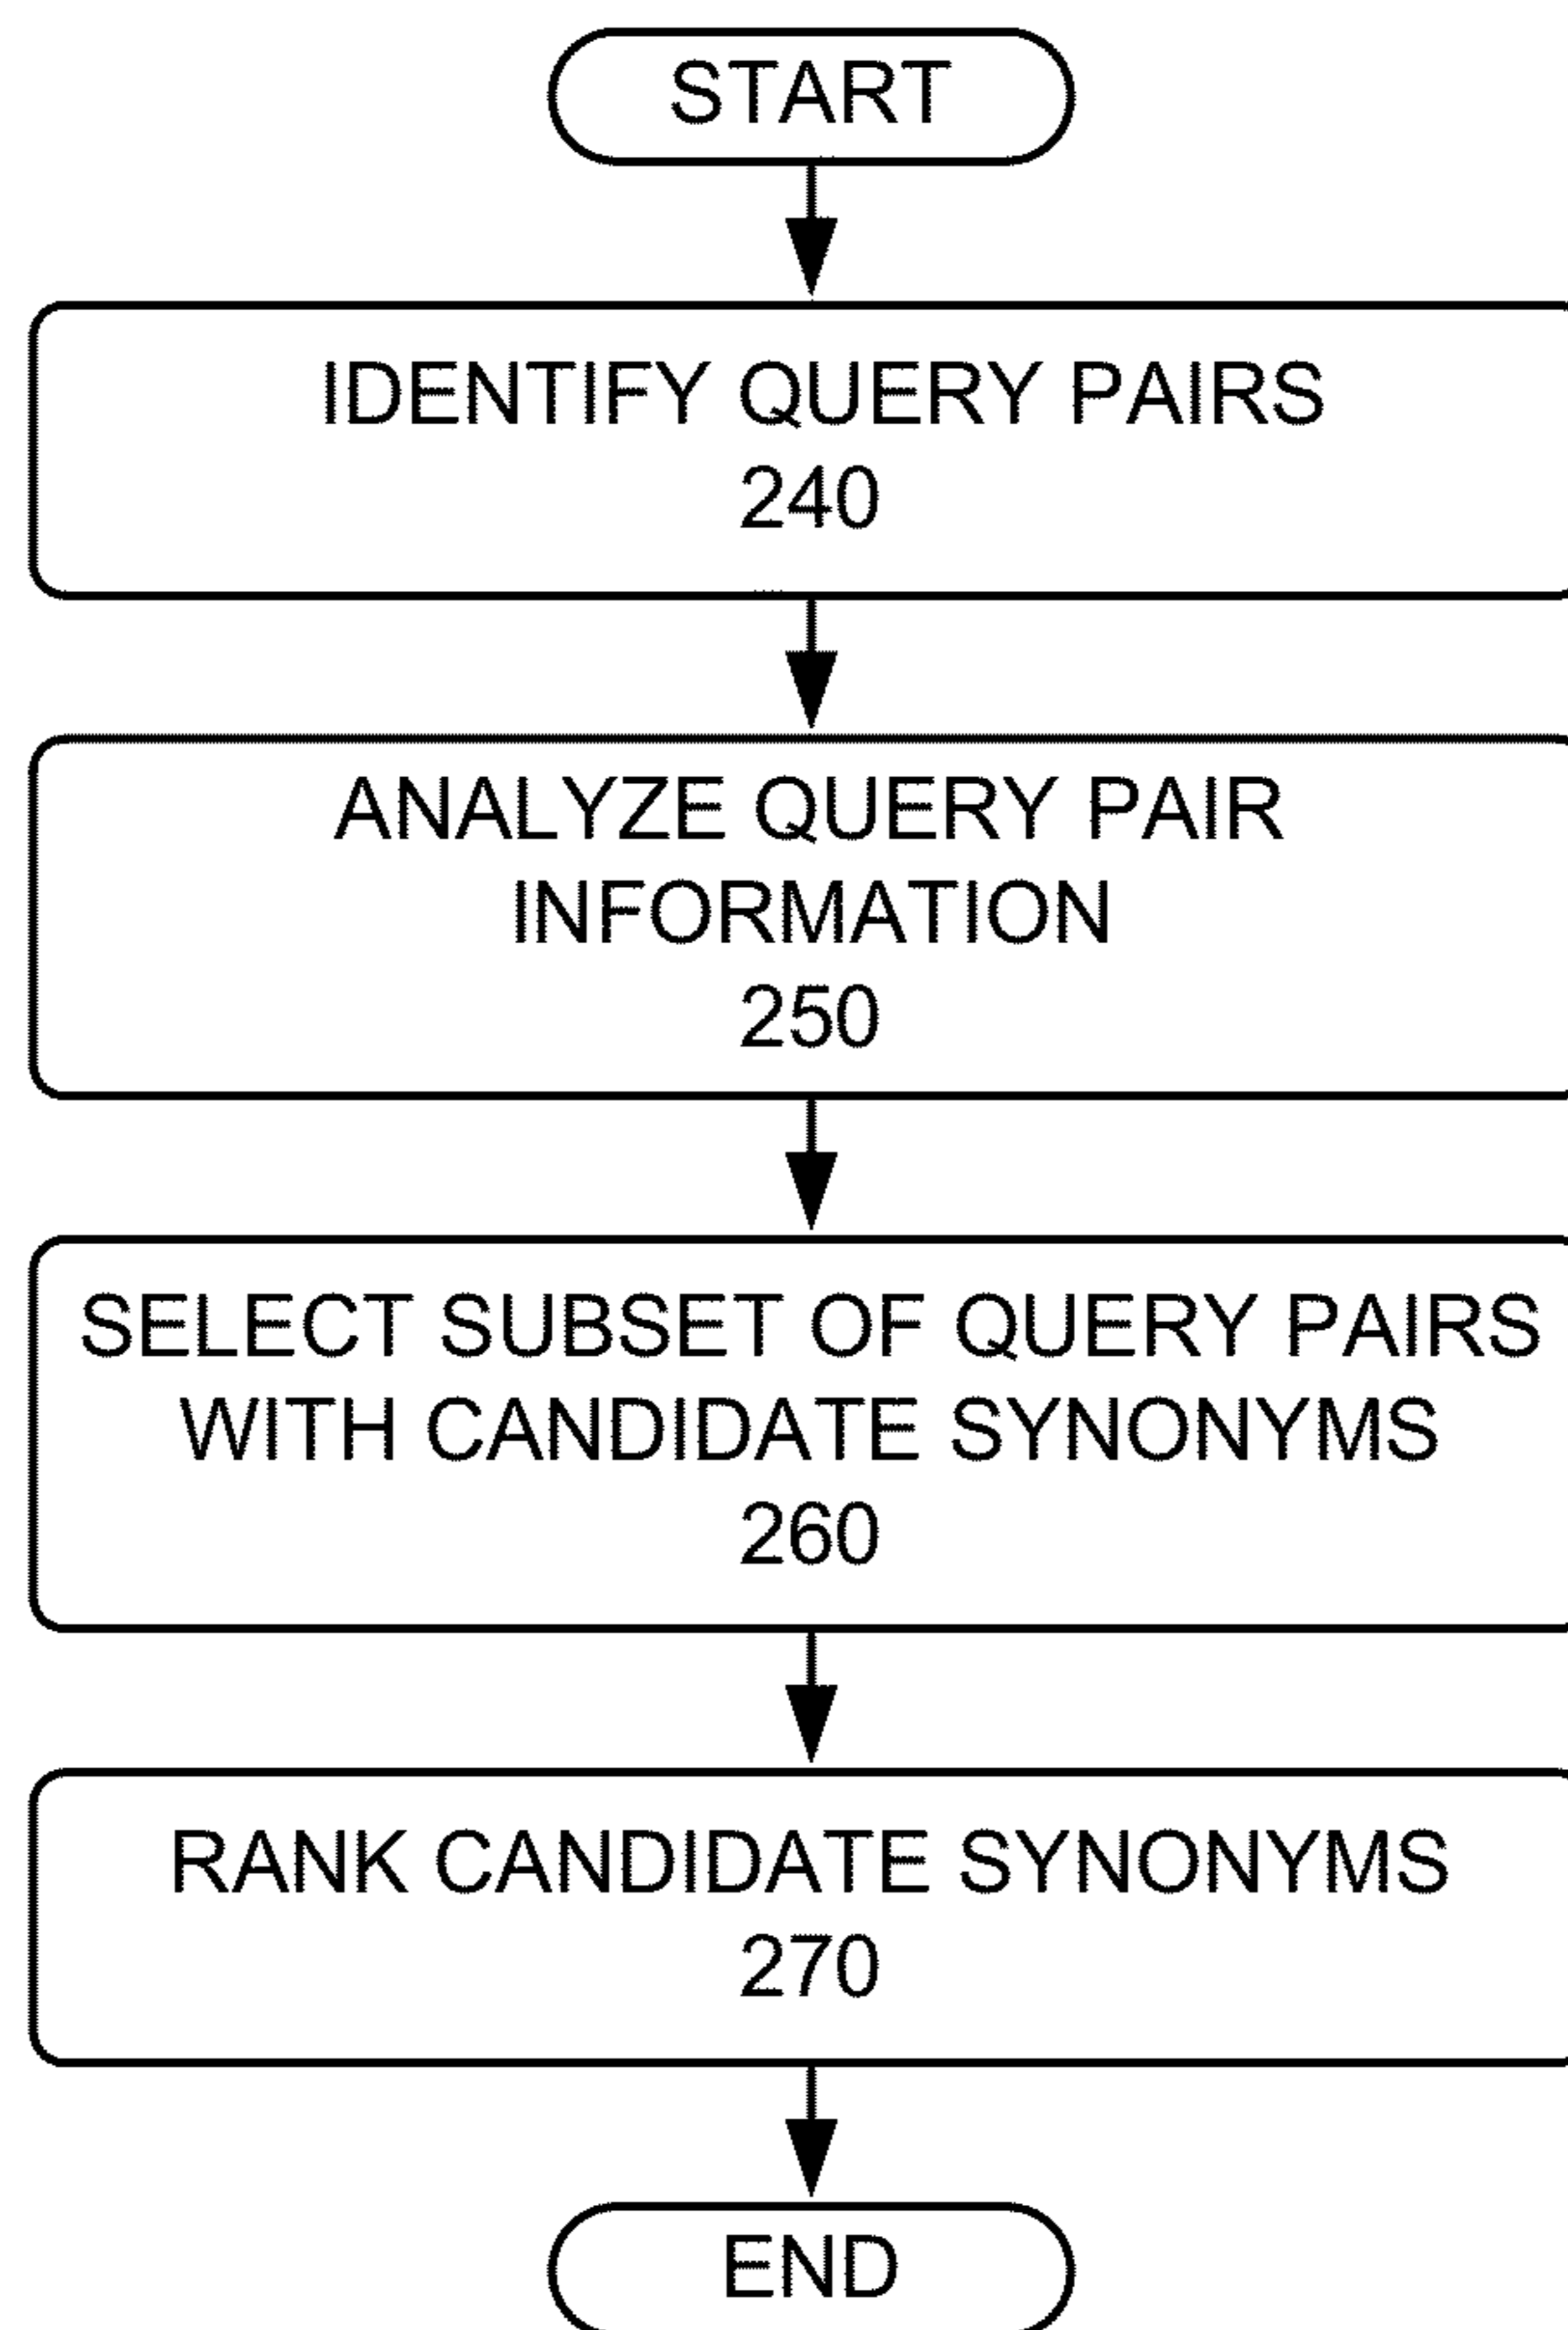 START
IDENTIFY QUERY PAIRS
240
ANALYZE QUERY PAIR
INFORMATION
250
SELECT SUBSET OF QUERY PAIRS
WITH CANDIDATE SYNONYMS
260
RANK CANDIDATE SYNONYMS
270
END